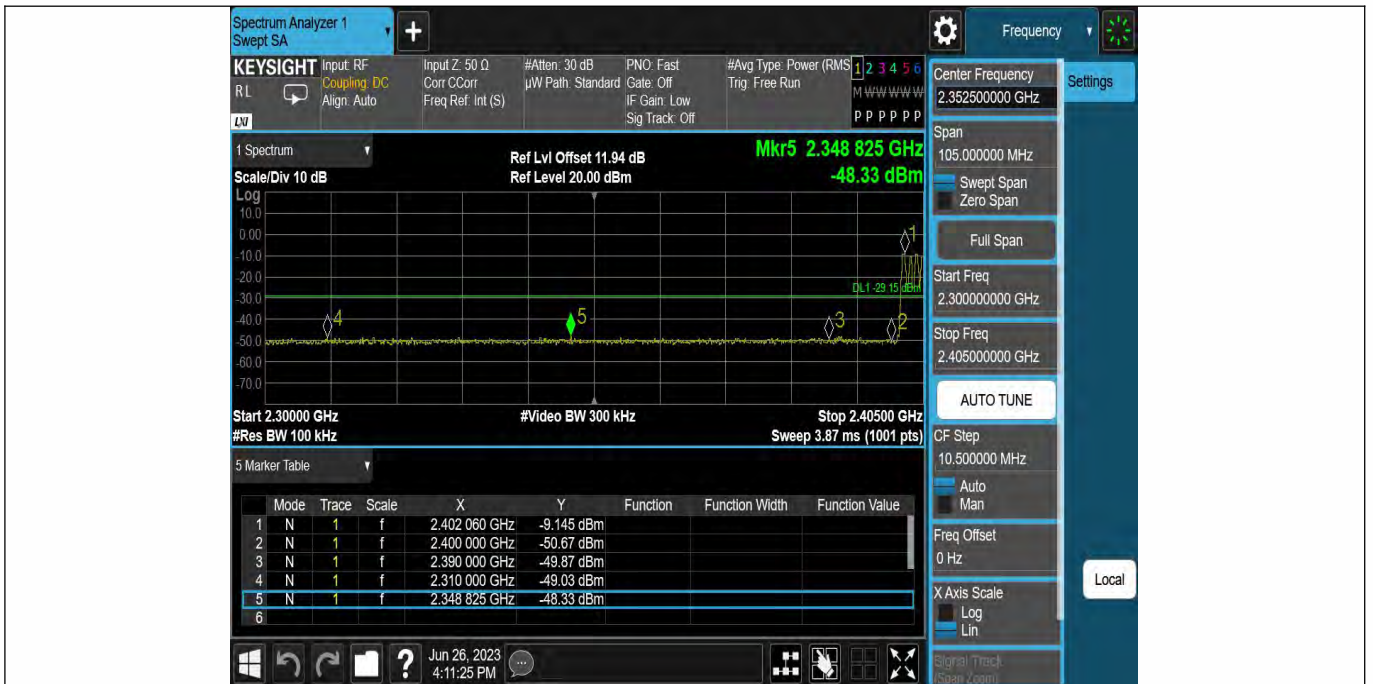 Spectrum Analyzer 1
Swept SA
+
Frequency
KEYSIGHT
RL
LXI
Input: RF
Coupling: DC
Align: Auto
Input Z: 50 Ω
Corr CCorr
Freq Ref: Int (S)
#Atten: 30 dB
µW Path: Standard
PNO: Fast
Gate: Off
IF Gain: Low
Sig Track: Off
#Avg Type: Power (RMS
Trig: Free Run
1 2 3 4 5 6
M W W W W W
P P P P P P
1 Spectrum
Scale/Div 10 dB
Ref Lvl Offset 11.94 dB
Ref Level 20.00 dBm
Mkr5 2.348 825 GHz
-48.33 dBm
Log
10.0
0.00
-10.0
-20.0
-30.0
-40.0
-50.0
-60.0
-70.0
1
DL1 -29.15 dBm
4
5
3
2
Start 2.30000 GHz
#Video BW 300 kHz
Stop 2.40500 GHz
#Res BW 100 kHz
Sweep 3.87 ms (1001 pts)
5 Marker Table
Mode Trace Scale X Y Function Function Width Function Value
1 N 1 f 2.402 060 GHz -9.145 dBm
2 N 1 f 2.400 000 GHz -50.67 dBm
3 N 1 f 2.390 000 GHz -49.87 dBm
4 N 1 f 2.310 000 GHz -49.03 dBm
5 N 1 f 2.348 825 GHz -48.33 dBm
6
?
Jun 26, 2023
4:11:25 PM
Center Frequency
2.352500000 GHz
Settings
Span
105.000000 MHz
Swept Span
Zero Span
Full Span
Start Freq
2.300000000 GHz
Stop Freq
2.405000000 GHz
AUTO TUNE
CF Step
10.500000 MHz
Auto
Man
Freq Offset
0 Hz
Local
X Axis Scale
Log
Lin
Signal Track
(Span Zoom)